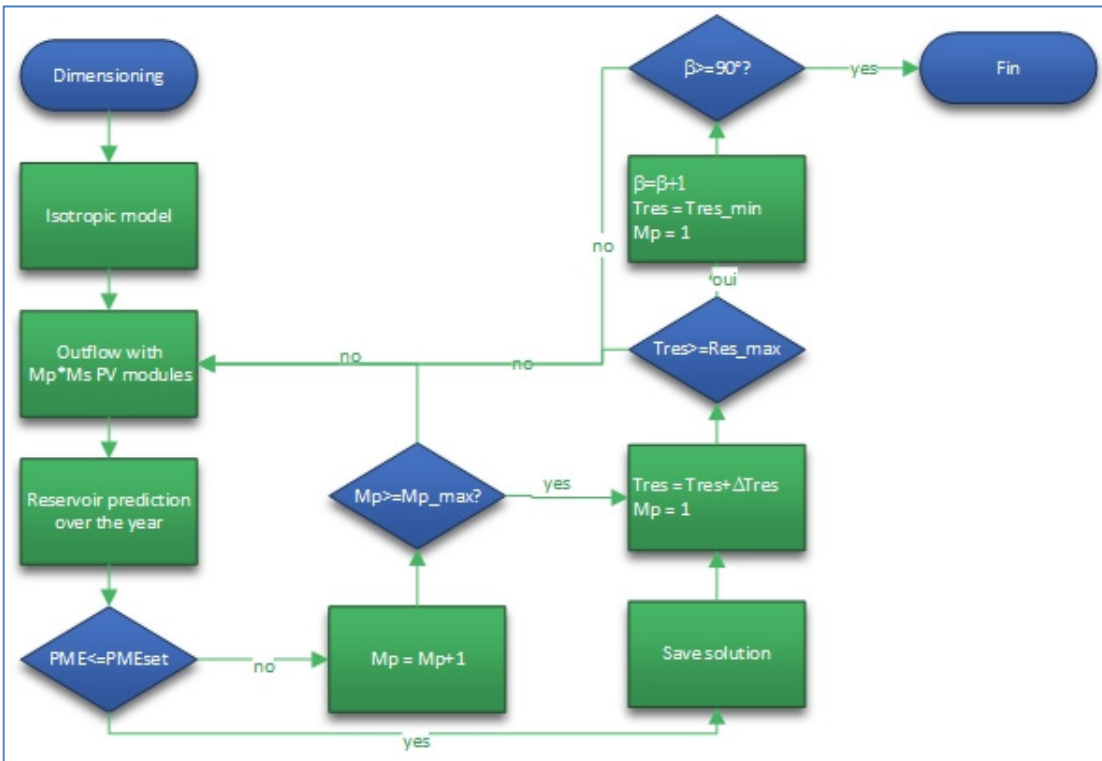 Dimensioning
Isotropic model
Outflow with
Mp*Ms PV modules
Reservoir prediction
over the year
PME<=PMEset
no
yes
Mp = Mp+1
Mp>=Mp_max?
no
yes
Save solution
Tres = Tres+ΔTres
Mp = 1
Tres>=Res_max
no
oui
β=β+1
Tres = Tres_min
Mp = 1
β>=90°?
no
yes
Fin